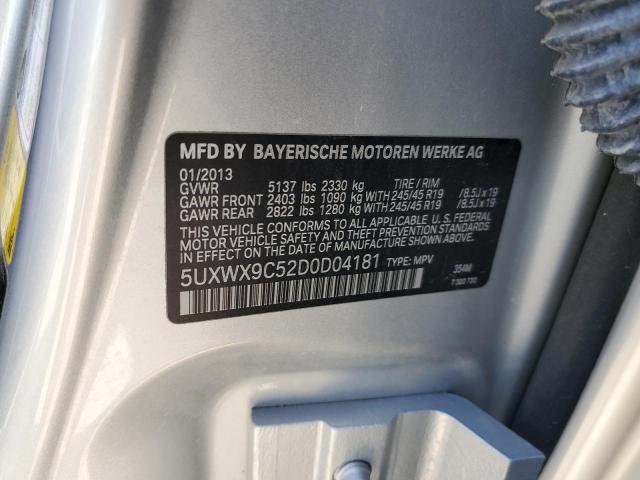 MFD BY BAYERISCHE MOTOREN WERKE AG
01/2013
GVWR 5137 lbs 2330 kg TIRE / RIM
GAWR FRONT 2403 lbs 1090 kg WITH 245/45 R19 / 8.5J x 19
GAWR REAR 2822 lbs 1280 kg WITH 245/45 R19 / 8.5J x 19
THIS VEHICLE CONFORMS TO ALL APPLICABLE U. S. FEDERAL
MOTOR VEHICLE SAFETY AND THEFT PREVENTION STANDARDS
IN EFFECT ON THE DATE OF MANUFACTURE SHOWN ABOVE.
5UXWX9C52D0D04181 TYPE: MPV
354M